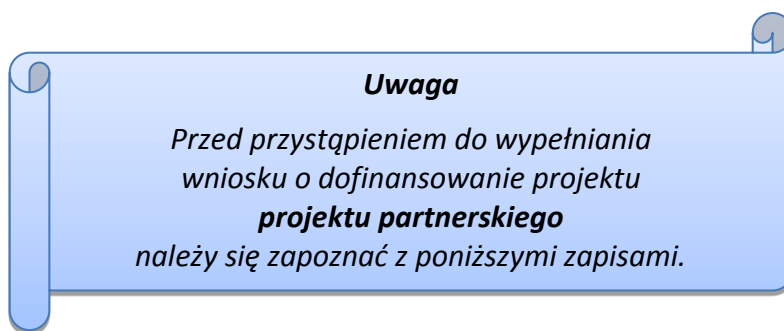 Uwaga
Przed przystąpieniem do wypełniania
wniosku o dofinansowanie projektu
projektu partnerskiego
należy się zapoznać z poniższymi zapisami.